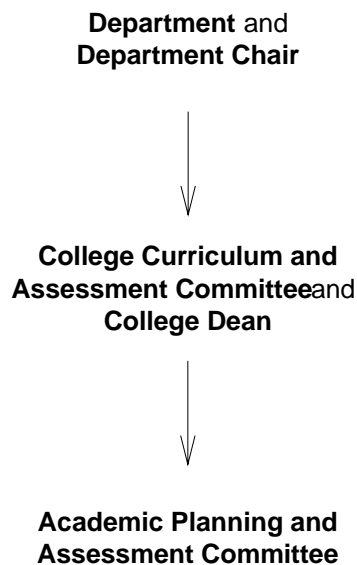 Department and
Department Chair
College Curriculum and
Assessment Committeeand
College Dean
Academic Planning and
Assessment Committee